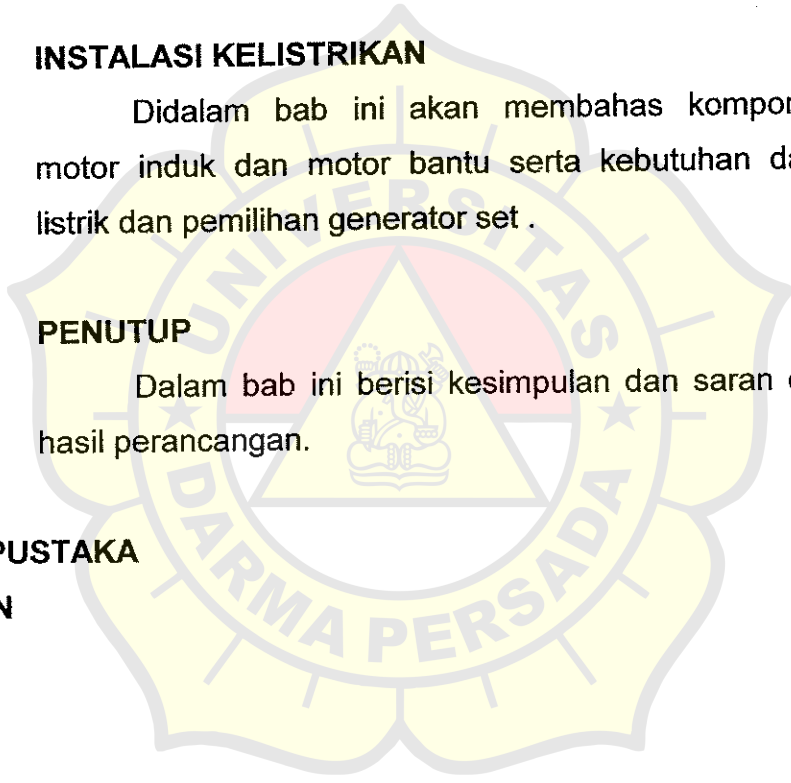 INSTALASI KELISTRIKAN
Didalam bab ini akan membahas
motor induk dan motor bantu serta kebutuhan
listrik dan pemilihan generator set .
PENUTUP
Dalam bab ini berisi kesimpulan dan saran
hasil perancangan.
PUSTAKA
UNIVERSITAS
DARMA PERSADA